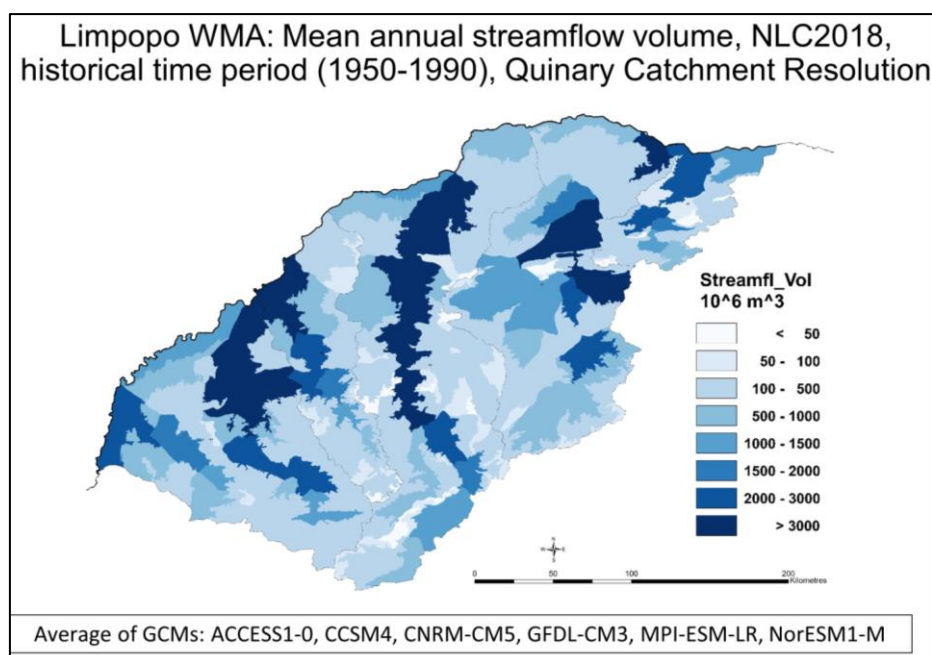 Limpopo WMA: Mean annual streamflow volume, NLC2018,
historical time period (1950-1990), Quinary Catchment Resolution
Streamfl_Vol
10^6 m^3
< 50
50 - 100
100 - 500
500 - 1000
1000 - 1500
1500 - 2000
2000 - 3000
> 3000
N
W E
S
0 50 100 200
Kilometres
Average of GCMs: ACCESS1-0, CCSM4, CNRM-CM5, GFDL-CM3, MPI-ESM-LR, NorESM1-M